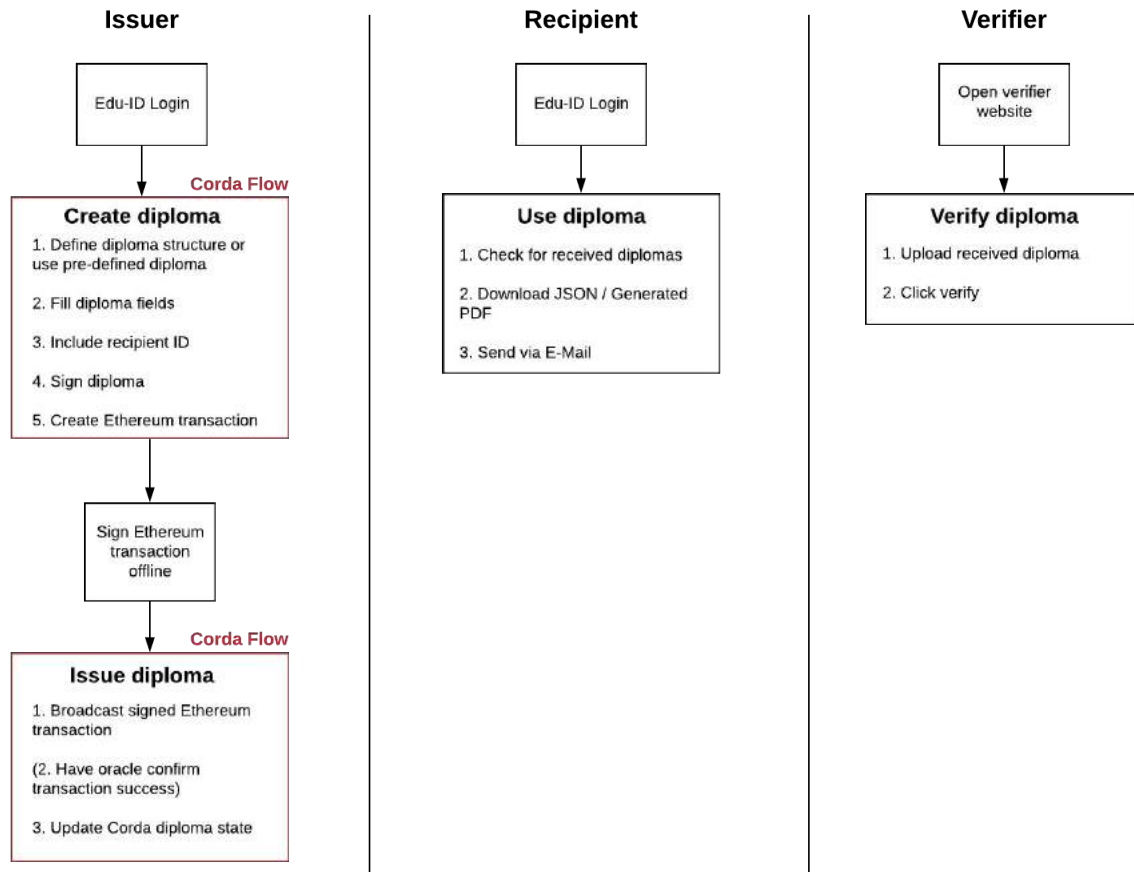 Issuer
Edu-ID Login
Corda Flow
Create diploma
1. Define diploma structure or
use pre-defined diploma
2. Fill diploma fields
3. Include recipient ID
4. Sign diploma
5. Create Ethereum transaction
Sign Ethereum
transaction
offline
Corda Flow
Issue diploma
1. Broadcast signed Ethereum
transaction
(2. Have oracle confirm
transaction success)
3. Update Corda diploma state
Recipient
Edu-ID Login
Use diploma
1. Check for received diplomas
2. Download JSON / Generated
PDF
3. Send via E-Mail
Verifier
Open verifier
website
Verify diploma
1. Upload received diploma
2. Click verify